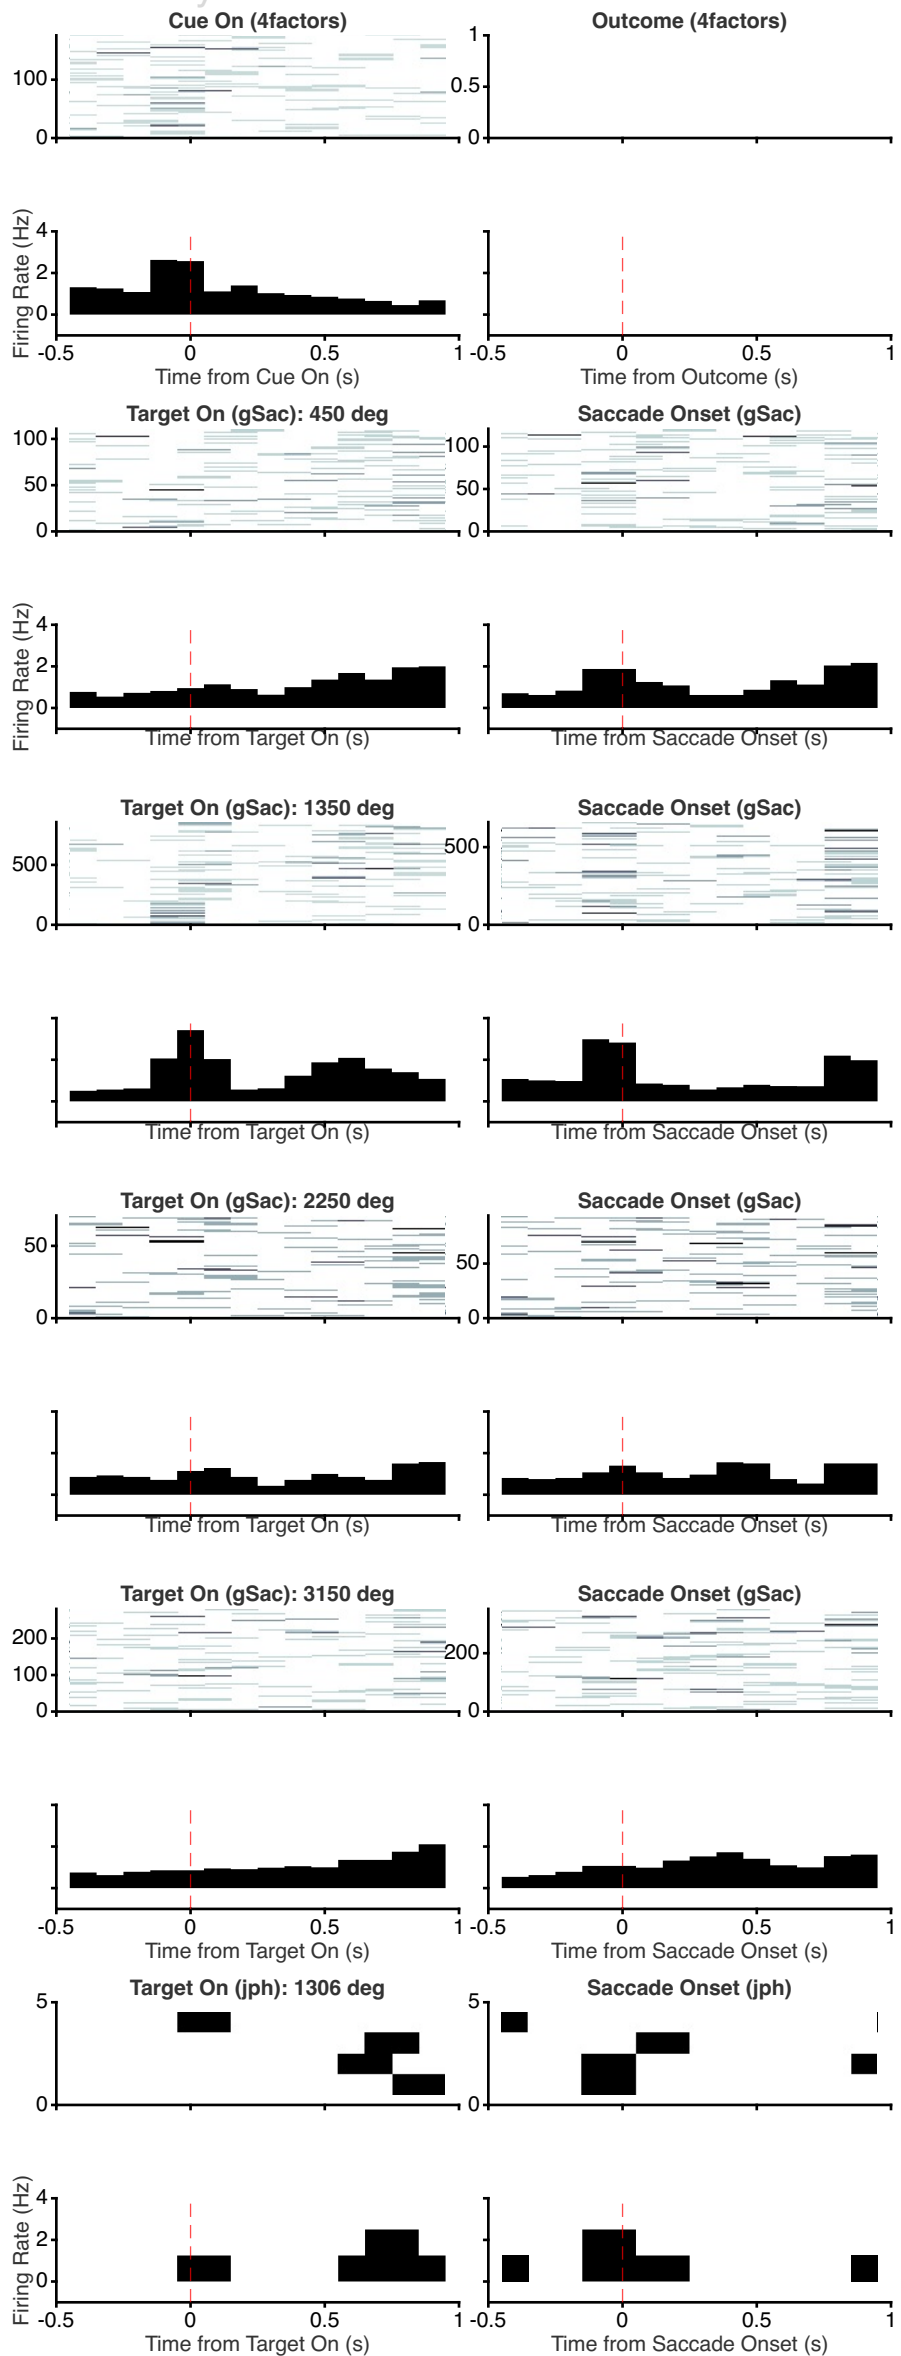 Cue On (4factors) Outcome (4factors)
100
0
1
0.5
0
Firing Rate (Hz)
4
2
0
-0.5 0 0.5 1
-0.5 0 0.5 1
Time from Cue On (s) Time from Outcome (s)
Target On (gSac): 450 deg Saccade Onset (gSac)
100
50
0
100
50
0
Firing Rate (Hz)
4
2
0
Time from Target On (s) Time from Saccade Onset (s)
Target On (gSac): 1350 deg Saccade Onset (gSac)
500
0
500
0
Time from Target On (s) Time from Saccade Onset (s)
Target On (gSac): 2250 deg Saccade Onset (gSac)
50
0
50
0
Time from Target On (s) Time from Saccade Onset (s)
Target On (gSac): 3150 deg Saccade Onset (gSac)
200
100
0
200
0
-0.5 0 0.5 1
-0.5 0 0.5 1
Time from Target On (s) Time from Saccade Onset (s)
Target On (jph): 1306 deg Saccade Onset (jph)
5
0
5
0
Firing Rate (Hz)
4
2
0
-0.5 0 0.5 1
-0.5 0 0.5 1
Time from Target On (s) Time from Saccade Onset (s)